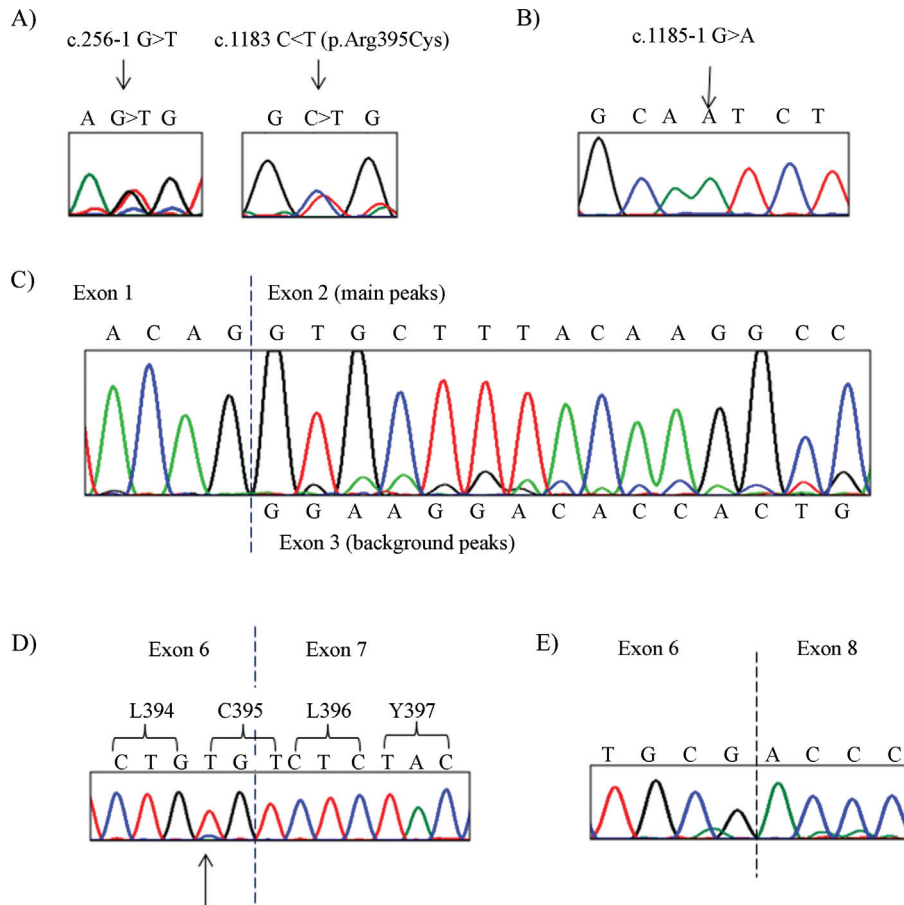 A)
c.256-1 G>T
c.1183 C<T (p.Arg395Cys)
A G>T G
G C>T G
B)
c.1185-1 G>A
G C A A T C T
C)
Exon 1
Exon 2 (main peaks)
A C A G G T G C T T T A C A A G G C C
G G A A G G A C A C C A C T G
Exon 3 (background peaks)
D)
Exon 6
Exon 7
L394
C395
L396
Y397
C T G T G T C T C T A C
E)
Exon 6
Exon 8
T G C G A C C C